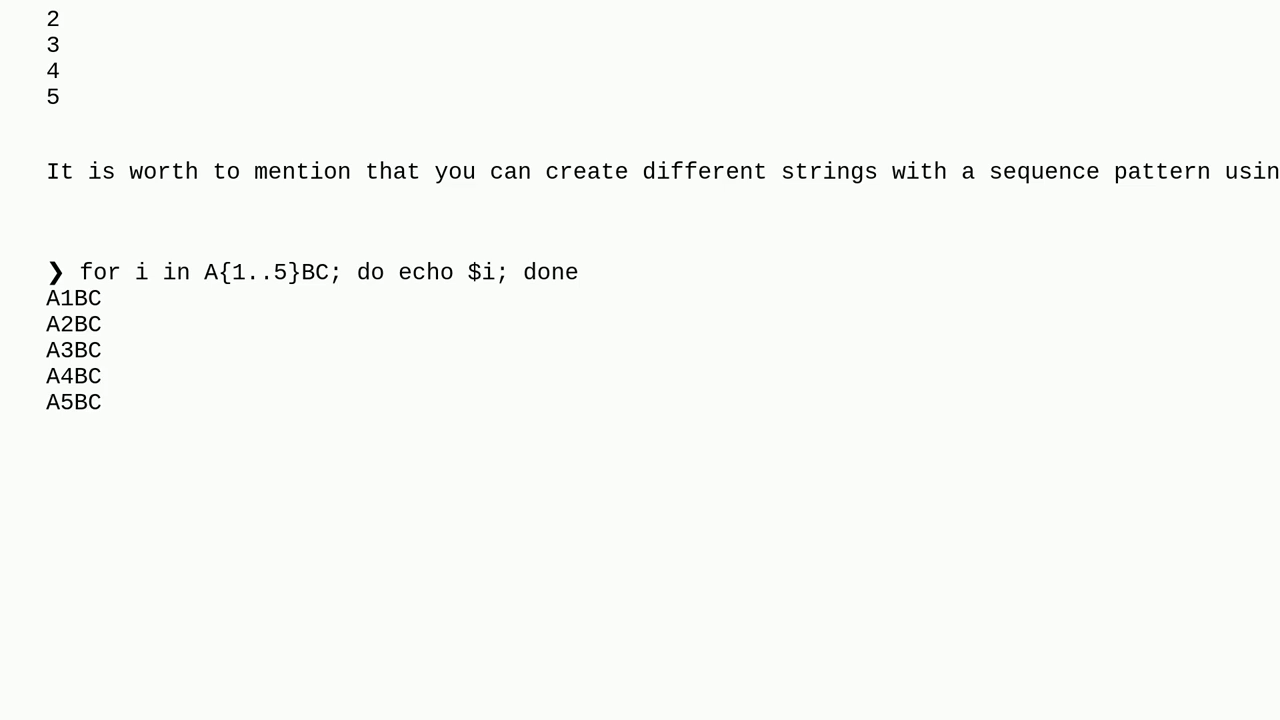 2
3
4
5
It is worth to mention that you can create different strings with a sequence pattern usin
❯ for i in A{1..5}BC; do echo $i; done
A1BC
A2BC
A3BC
A4BC
A5BC